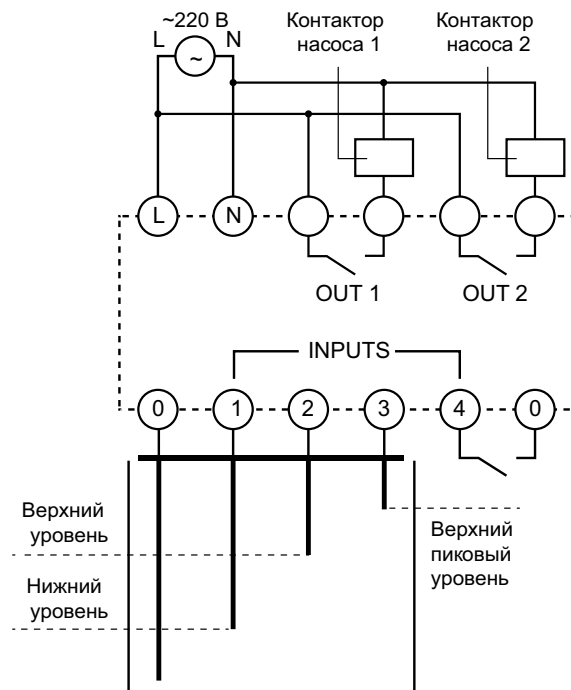 ~220 В
L
N
~
Контактор
насоса 1
Контактор
насоса 2
L
N
OUT 1
OUT 2
INPUTS
0
1
2
3
4
0
Верхний
уровень
Верхний
пиковый
уровень
Нижний
уровень